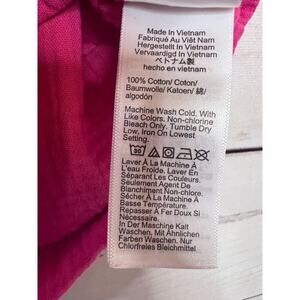 Made In Vietnam
Fabriqué Au Viêt Nam
Hergestellt In Vietnam
Vervaardigd In Vietnam
ベトナム製
hecho en vietnam
100% Cotton/ Coton/
Baumwolle/ Katoen/ 綿/
algodón
Machine Wash Cold. With
Like Colors. Non-chlorine
Bleach Only. Tumble Dry
Low, Iron On Lowest
Setting.
30
Laver À La Machine À
L'eau Froide. Laver En
Séparant Les Couleurs.
Seulement Agent De
Blanchiment Non-chlore.
Sécher À La Machine À
Basse Température.
Repasser À Fer Doux Si
Nécessaire.
In Der Maschine Kalt
Waschen. Mit Ähnlichen
Farben Waschen. Nur
Chlorfreies Bleichmittel